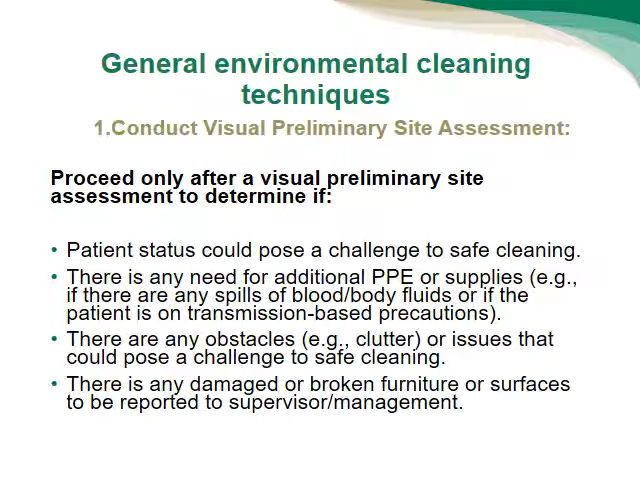 General environmental cleaning
techniques
1.Conduct Visual Preliminary Site Assessment:
Proceed only after a visual preliminary site
assessment to determine if:
• Patient status could pose a challenge to safe cleaning.
• There is any need for additional PPE or supplies (e.g.,
if there are any spills of blood/body fluids or if the
patient is on transmission-based precautions).
• There are any obstacles (e.g., clutter) or issues that
could pose a challenge to safe cleaning.
• There is any damaged or broken furniture or surfaces
to be reported to supervisor/management.